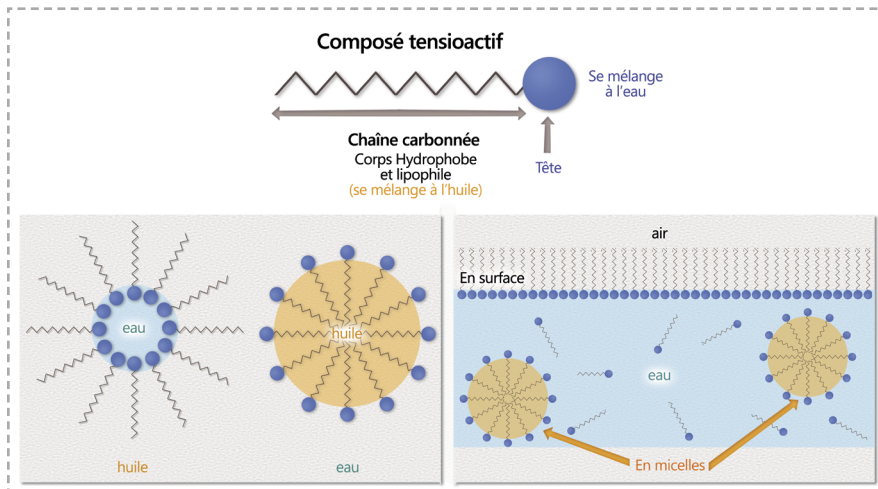 Composé tensioactif
Se mélange
à l'eau
Chaîne carbonnée
Corps Hydrophobe
et lipophile
(se mélange à l'huile)
Tête
eau
huile
huile
eau
air
En surface
eau
En micelles